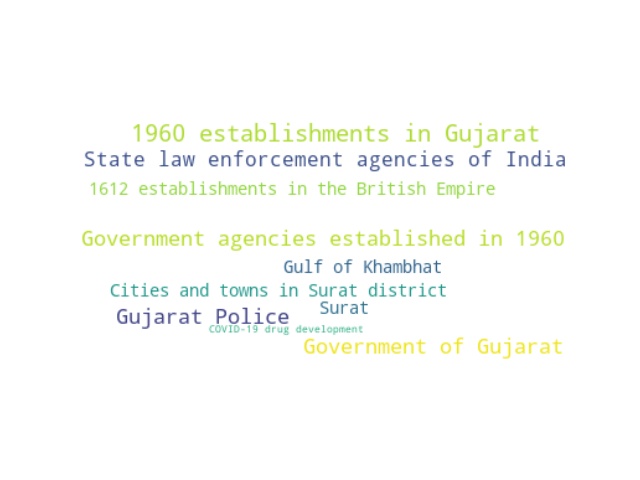 1960 establishments in Gujarat
State law enforcement agencies of India
1612 establishments in the British Empire
Government agencies established in 1960
Gulf of Khambhat
Cities and towns in Surat district
Surat
Gujarat Police
COVID-19 drug development
Government of Gujarat